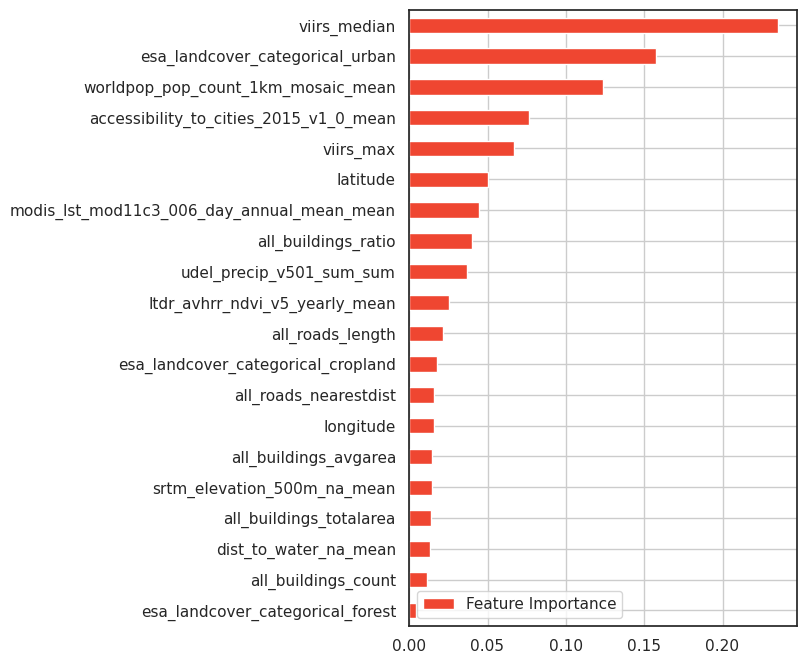 viirs_median
esa_landcover_categorical_urban
worldpop_pop_count_1km_mosaic_mean
accessibility_to_cities_2015_v1_0_mean
viirs_max
latitude
modis_lst_mod11c3_006_day_annual_mean_mean
all_buildings_ratio
udel_precip_v501_sum_sum
ltdr_avhrr_ndvi_v5_yearly_mean
all_roads_length
esa_landcover_categorical_cropland
all_roads_nearestdist
longitude
all_buildings_avgarea
srtm_elevation_500m_na_mean
all_buildings_totalarea
dist_to_water_na_mean
all_buildings_count
esa_landcover_categorical_forest
Feature Importance
0.00 0.05 0.10 0.15 0.20